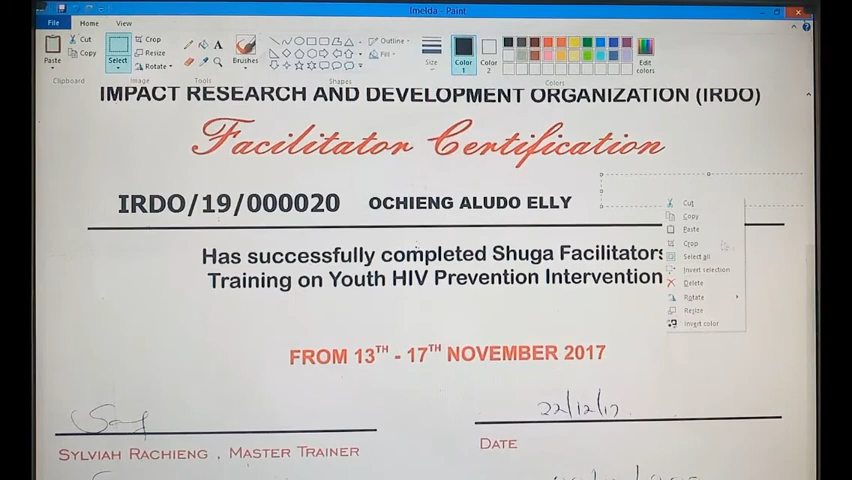 Imelda - Paint
File Home View
Paste
Cut
Copy
Clipboard
Select
Crop
Resize
Rotate
Image
Tools
Brushes
Shapes
Outline
Fill
Size
Color 1
Color 2
Colors
Edit colors
IMPACT RESEARCH AND DEVELOPMENT ORGANIZATION (IRDO)
Facilitator Certification
IRDO/19/000020 OCHIENG ALUDO ELLY
Has successfully completed Shuga Facilitators
Training on Youth HIV Prevention Intervention
FROM 13TH - 17TH NOVEMBER 2017
22/12/17
SYLVIAH RACHIENG , MASTER TRAINER
DATE
Cut
Copy
Paste
Crop
Select all
Invert selection
Delete
Rotate
Resize
Invert color